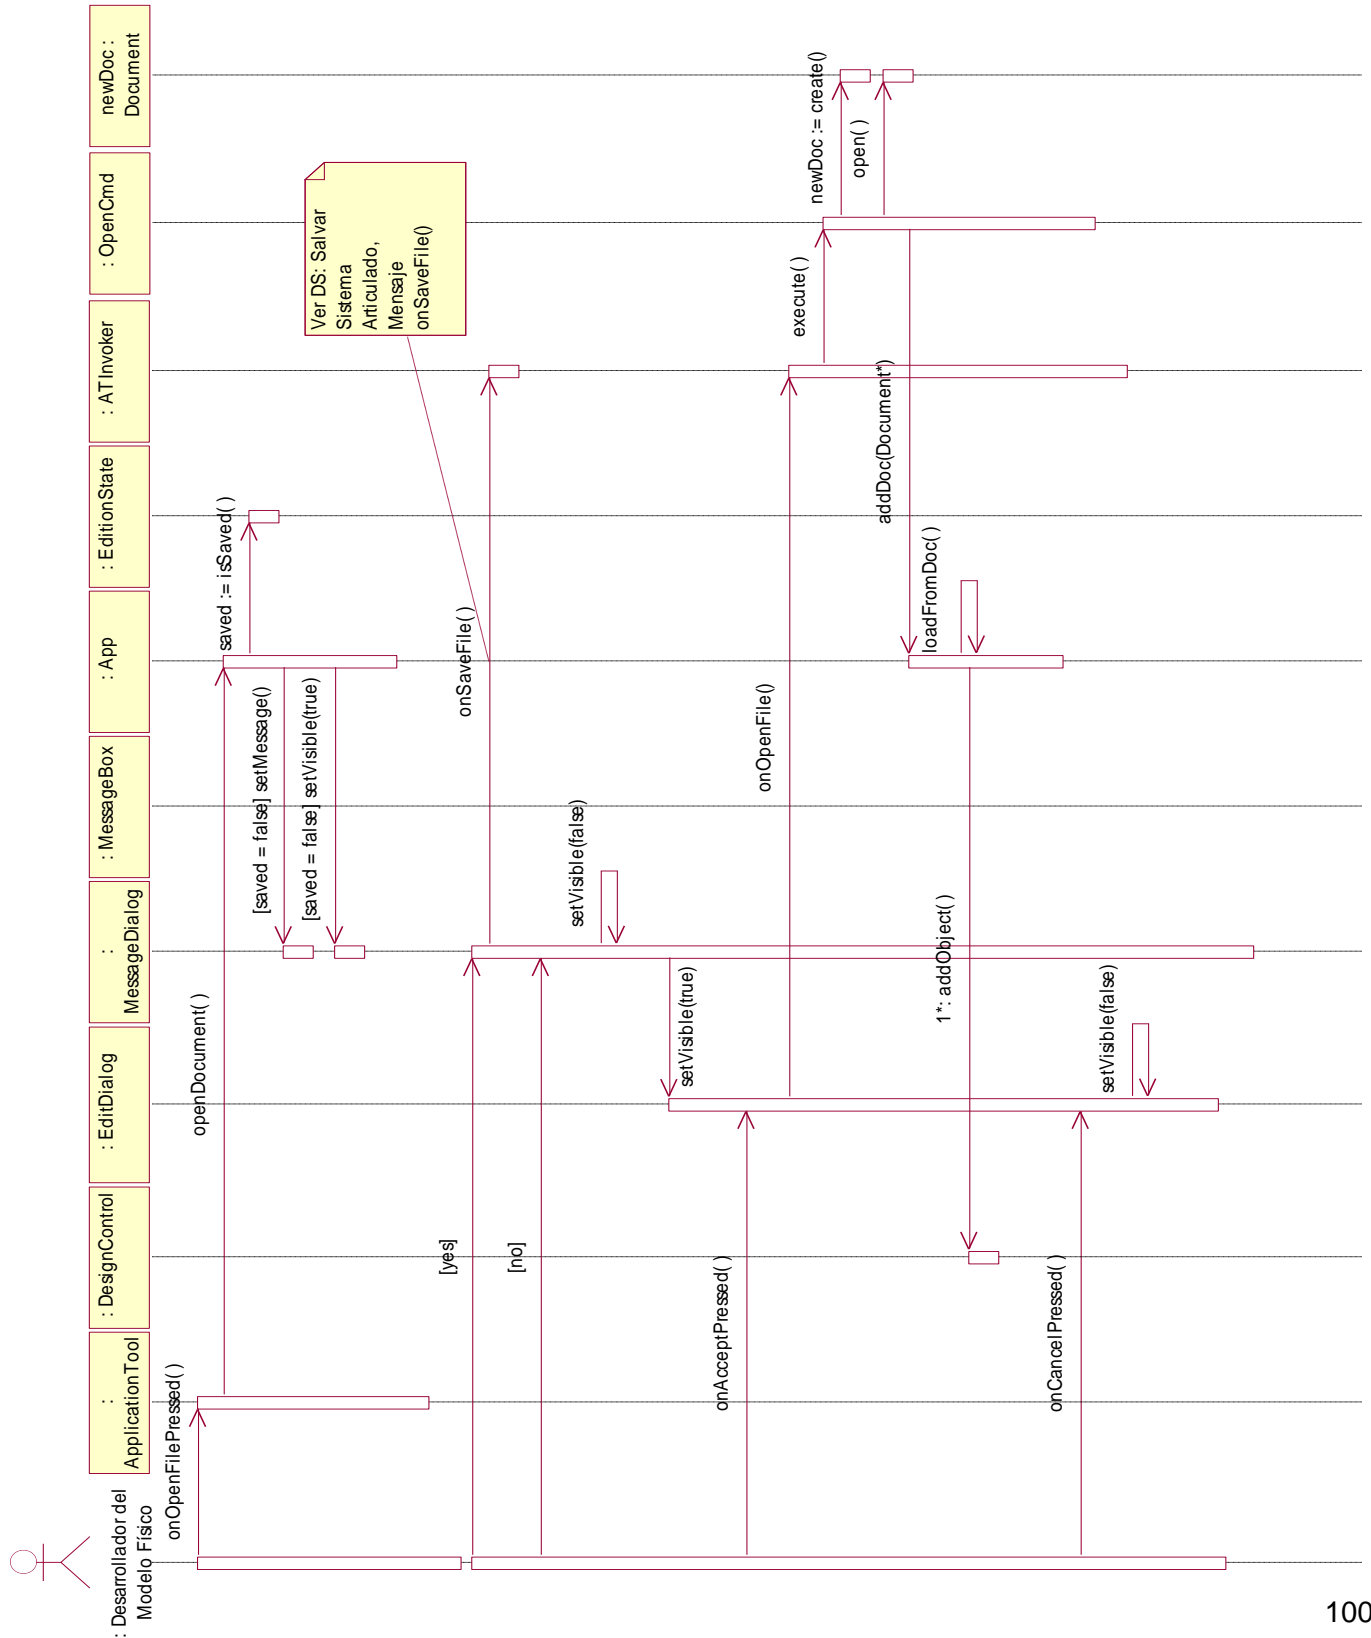 : Desarrollador del
Modelo Físico
:
ApplicationTool
: DesignControl
: EditDialog
:
MessageDialog
: MessageBox
: App
: EditionState
: ATInvoker
: OpenCmd
newDoc :
Document
onOpenFilePressed( )
openDocument( )
saved := isSaved( )
[saved = false] setMessage()
[saved = false] setVisible(true)
Ver DS: Salvar
Sistema
Articulado,
Mensaje
onSaveFile()
[yes]
onSaveFile( )
[no]
setVisible(false)
setVisible(true)
onAcceptPressed( )
onOpenFile()
execute( )
newDoc := create()
open( )
addDoc(Document*)
loadFromDoc( )
1*: addObject( )
onCancelPressed( )
setVisible(false)
100